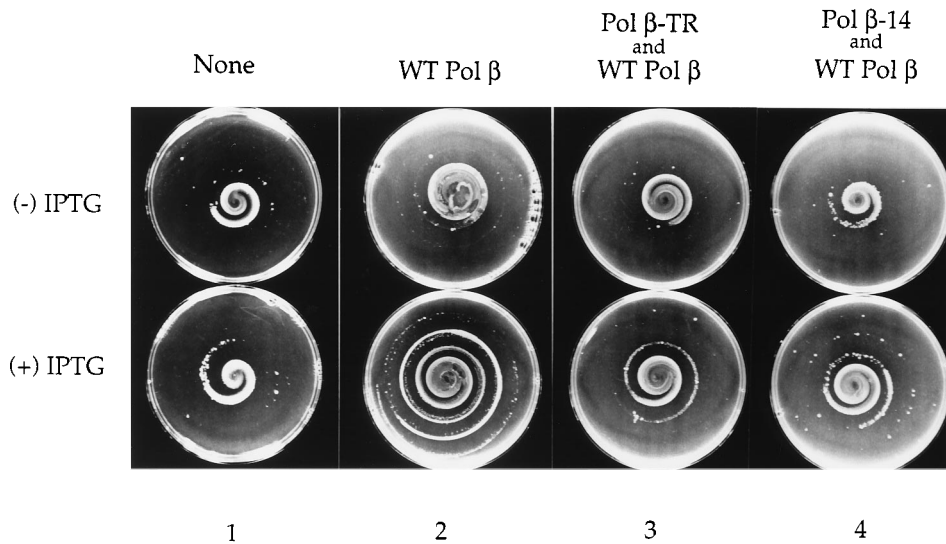 None
WT Pol β
Pol β-TR
and
WT Pol β
Pol β-14
and
WT Pol β
(-) IPTG
(+) IPTG
1
2
3
4